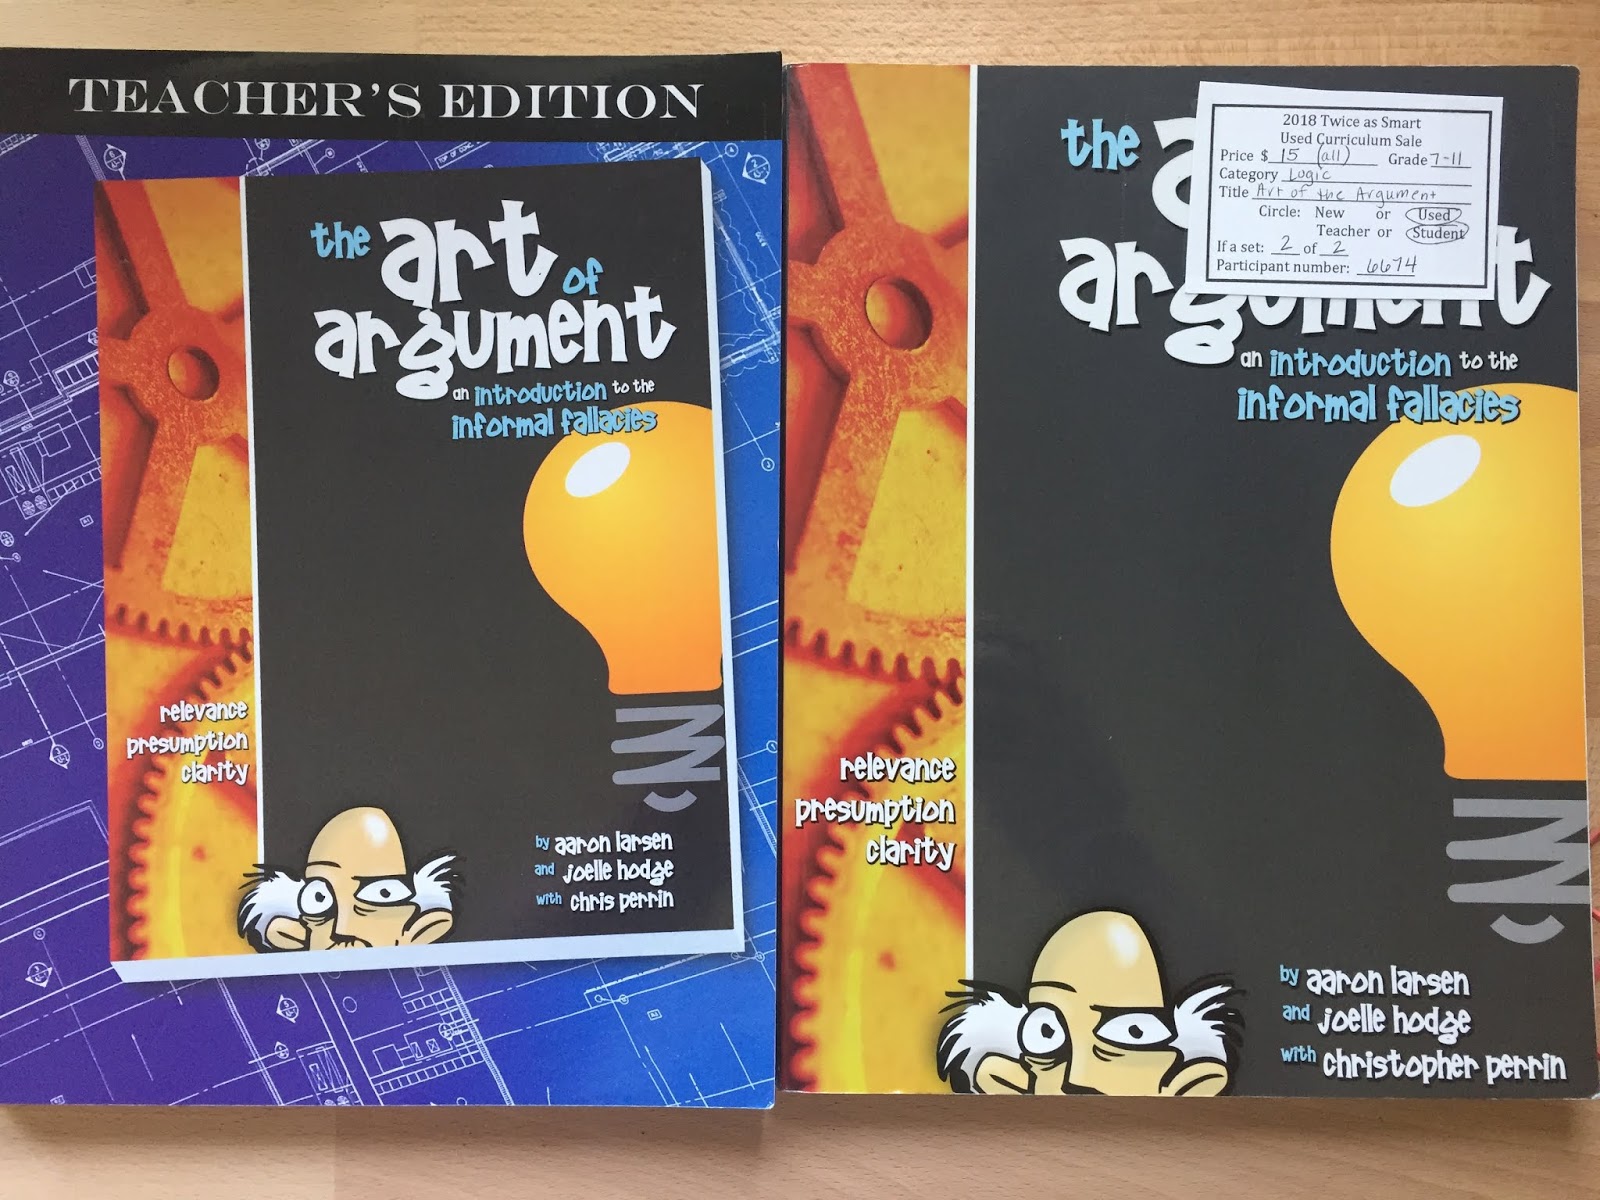 TEACHER'S EDITION
the art of
argument
an introduction to the
informal fallacies
relevance
presumption
clarity
by aaron larsen
and joelle hodge
with chris perrin
the a
argument
an introduction to the
informal fallacies
2018 Twice as Smart
Used Curriculum Sale
Price $ 15 (all) Grade 7-11
Category Logic
Title Art of the Argument
Circle: New or Used
Teacher or Student
If a set: 2 of 2
Participant number: 6674
relevance
presumption
clarity
by aaron larsen
and joelle hodge
with christopher perrin